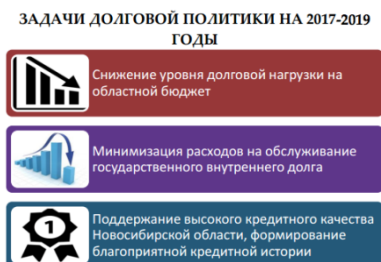 ЗАДАЧИ ДОЛГОВОЙ ПОЛИТИКИ НА 2017-2019
ГОДЫ
Снижение уровня долговой нагрузки на
областной бюджет
Минимизация расходов на обслуживание
государственного внутреннего долга
1
Поддержание высокого кредитного качества
Новосибирской области, формирование
благоприятной кредитной истории